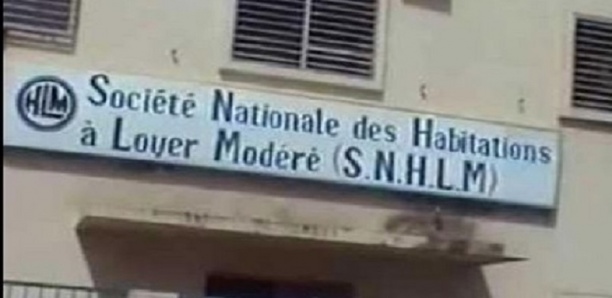 HLM
Société Nationale des Habitations
à Loyer Modéré (S.N.H.L.M)